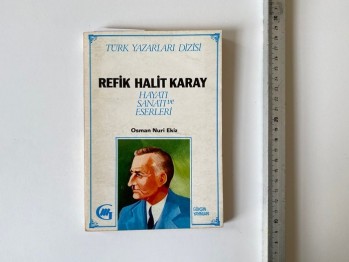 TÜRK YAZARLARI DİZİSİ
REFİK HALİT KARAY
HAYATI
SANATI ve
ESERLERİ
Osman Nuri Ekiz